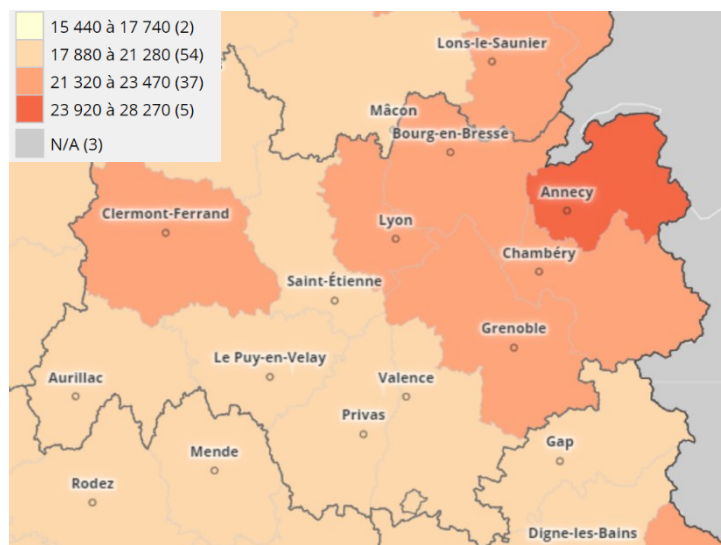 15 440 à 17 740 (2)
17 880 à 21 280 (54)
21 320 à 23 470 (37)
23 920 à 28 270 (5)
N/A (3)
Lons-le-Saunier
Mâcon
Bourg-en-Bresse
Annecy
Clermont-Ferrand
Lyon
Chambéry
Saint-Étienne
Grenoble
Le Puy-en-Velay
Aurillac
Valence
Privas
Gap
Mende
Rodez
Digne-les-Bains